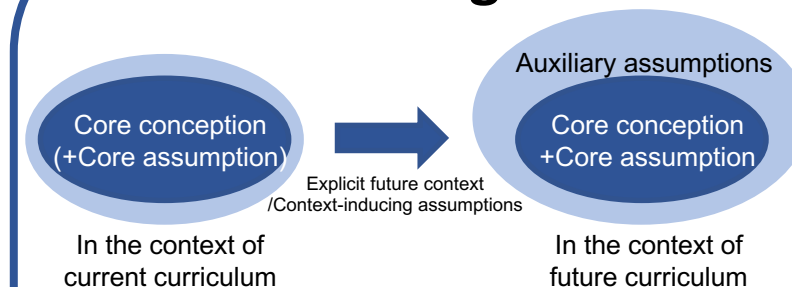 Auxiliary assumptions
Core conception
(+Core assumption)
Core conception
+Core assumption
Explicit future context
/Context-inducing assumptions
In the context of
current curriculum
In the context of
future curriculum